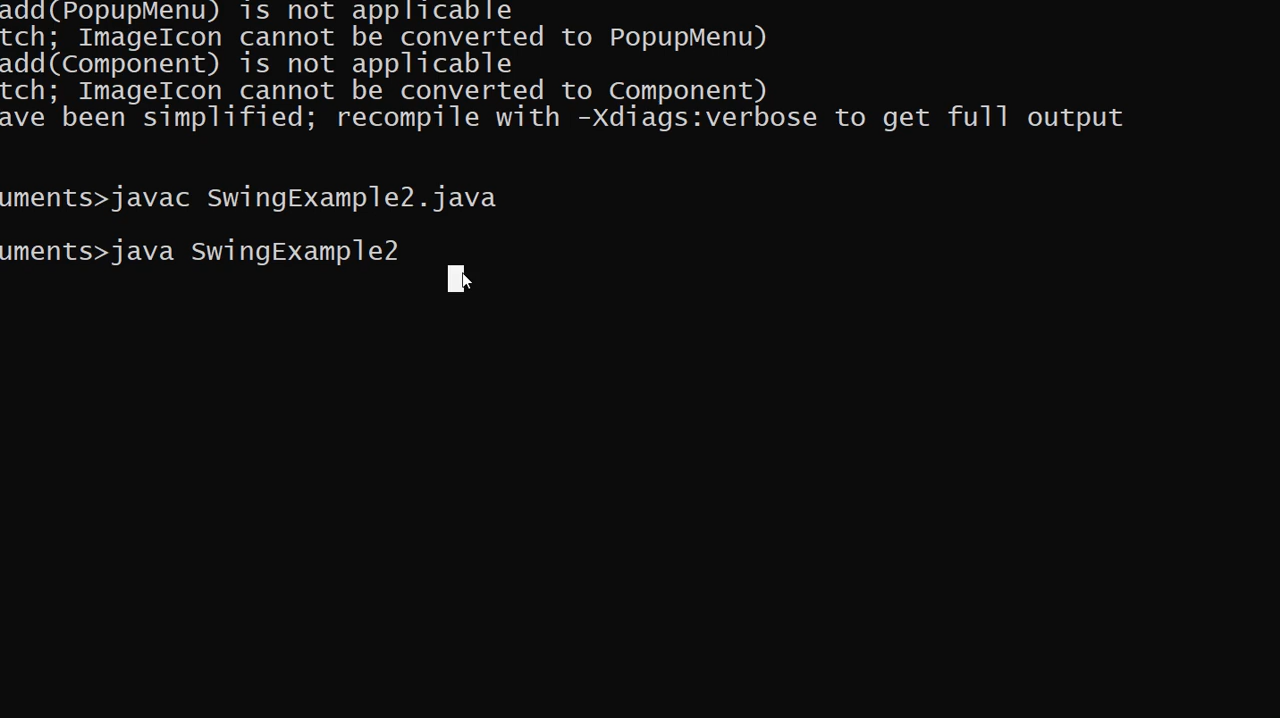 add(PopupMenu) is not applicable
tch; ImageIcon cannot be converted to PopupMenu)
add(Component) is not applicable
tch; ImageIcon cannot be converted to Component)
ave been simplified; recompile with -Xdiags:verbose to get full output
uments>javac SwingExample2.java
uments>java SwingExample2